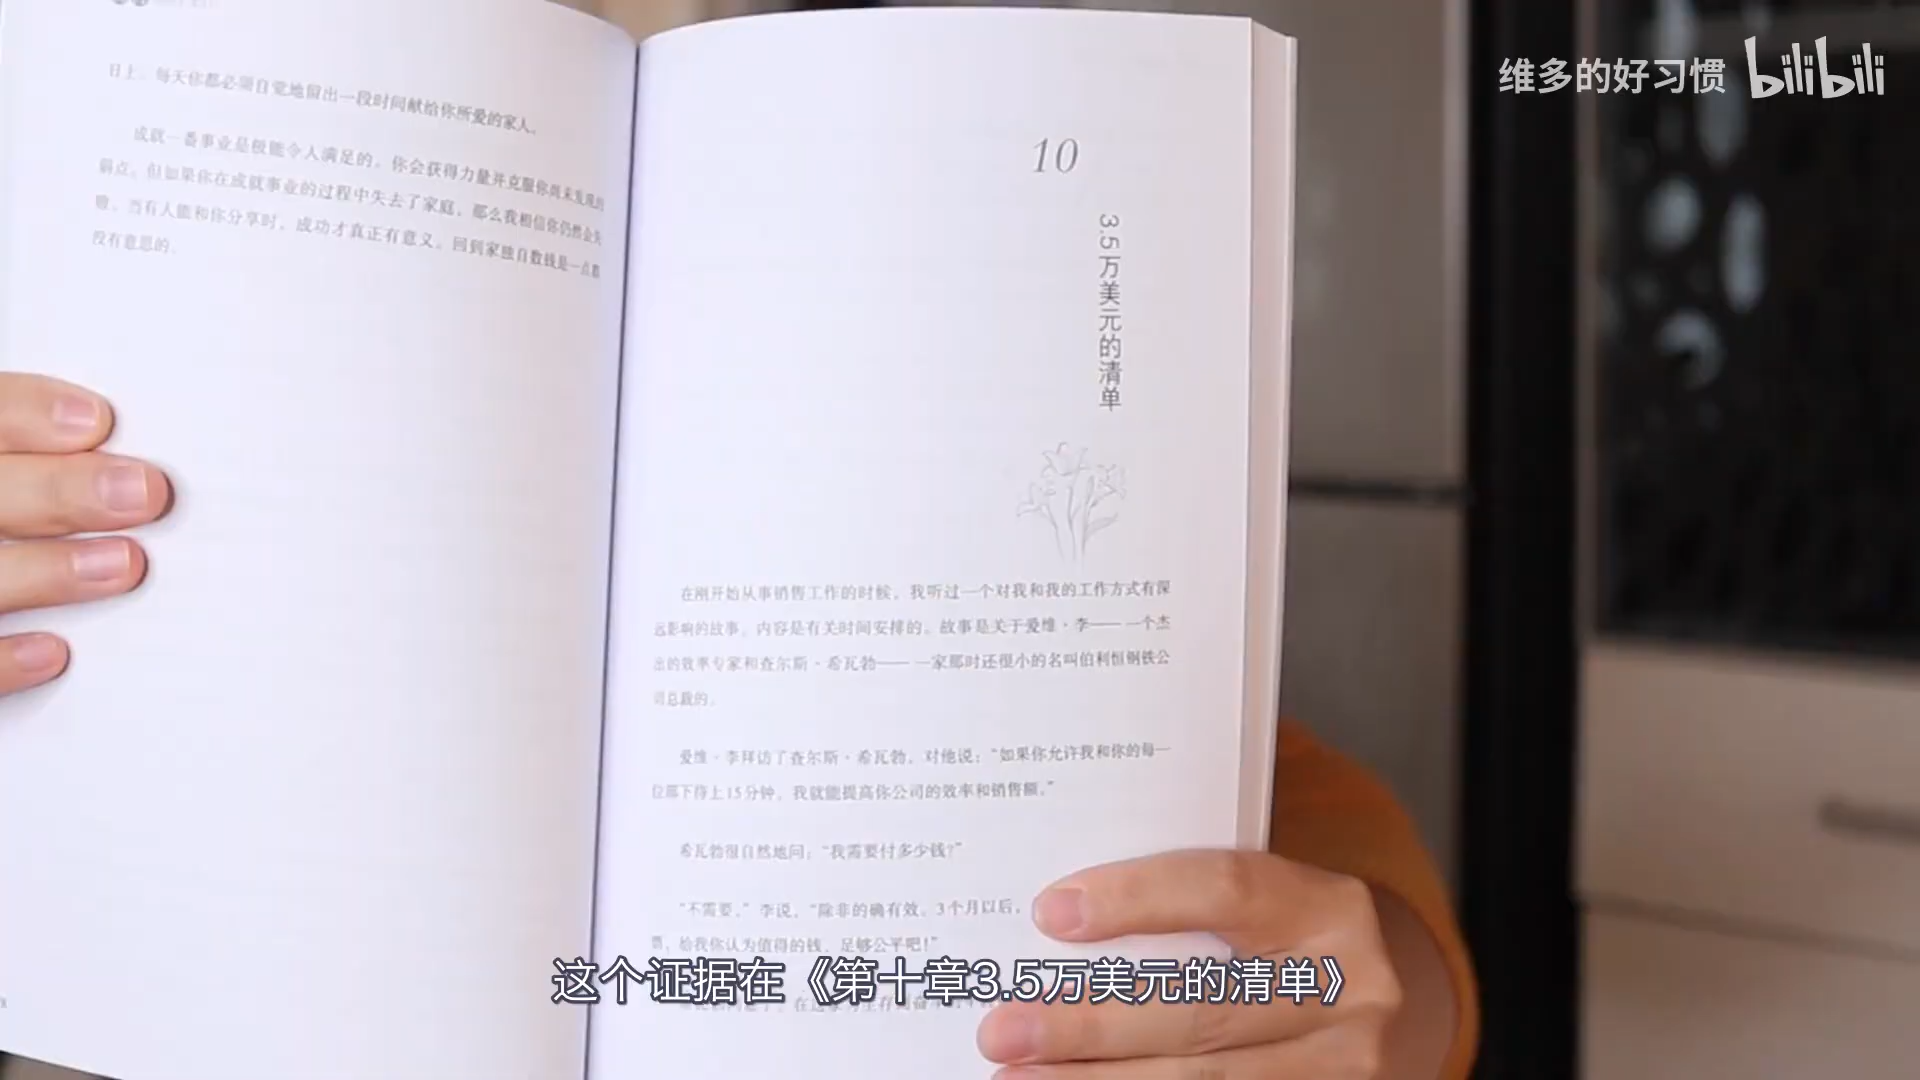 维多的好习惯 bilibili
日上。每天你都必须自觉地留出一段时间献给你所爱的家人。
成就一番事业是极能令人满足的。你会获得力量并克服你尚未发现的
弱点。但如果你在成就事业的过程中失去了家庭，那么我相信你仍然会失
败。当有人能和你分享时，成功才真正有意义。回到家独自数钱是一点都
没有意思的。
10
3.5万美元的清单
在刚开始从事销售工作的时候，我听过一个对我和我的工作方式有深
远影响的故事。内容是有关时间安排的。故事是关于爱维·李—— 一个杰
出的效率专家和查尔斯·希瓦勃—— 一家那时还很小的名叫伯利恒钢铁公
司总裁的。
爱维·李拜访了查尔斯·希瓦勃，对他说：“如果你允许我和你的每一
位部下待上15分钟，我就能提高你公司的效率和销售额。”
希瓦勃很自然地问：“我需要付多少钱？”
“不需要，”李说，“除非的确有效。3个月以后，
票，给我你认为值得的钱，足够公平吧！”
这个证据在《第十章3.5万美元的清单》